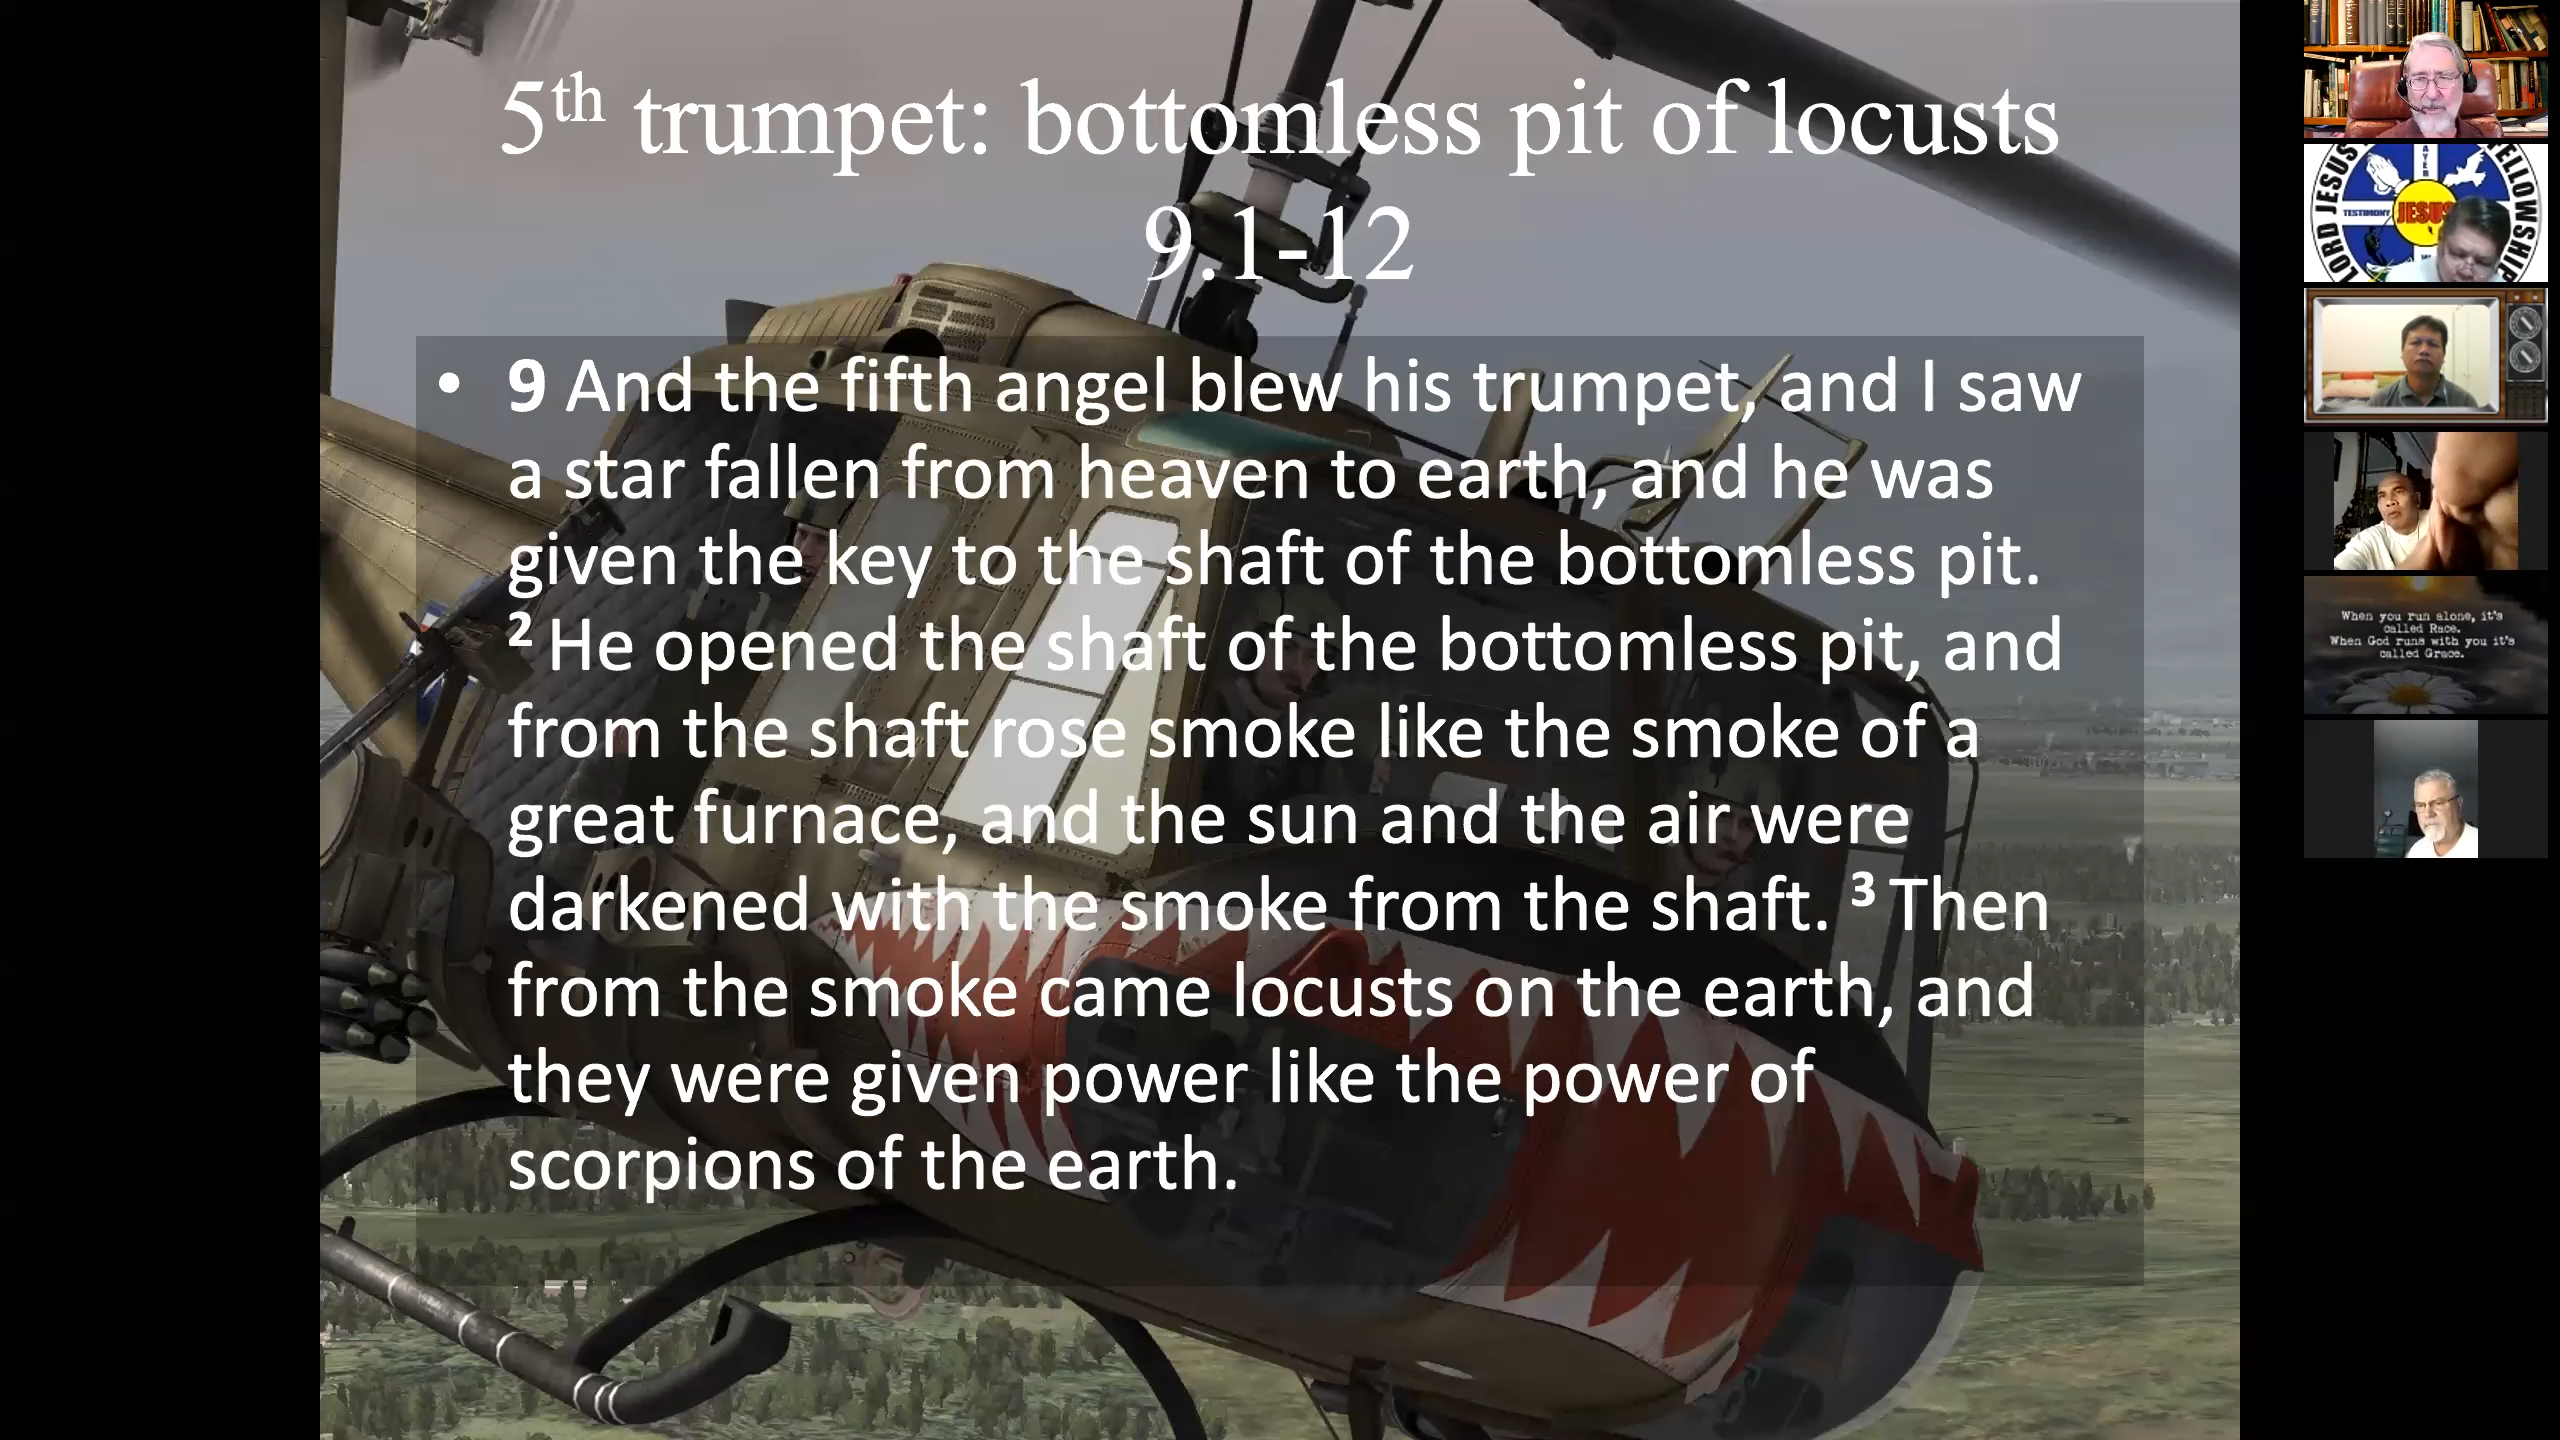 5th trumpet: bottomless pit of locusts
9.1-12
• 9 And the fifth angel blew his trumpet, and I saw
a star fallen from heaven to earth, and he was
given the key to the shaft of the bottomless pit.
2 He opened the shaft of the bottomless pit, and
from the shaft rose smoke like the smoke of a
great furnace, and the sun and the air were
darkened with the smoke from the shaft. 3 Then
from the smoke came locusts on the earth, and
they were given power like the power of
scorpions of the earth.
LORD JESUS
FELLOWSHIP
TESTIMONY
JESUS
When you run alone, it's
called Race.
When God runs with you it's
called Grace.